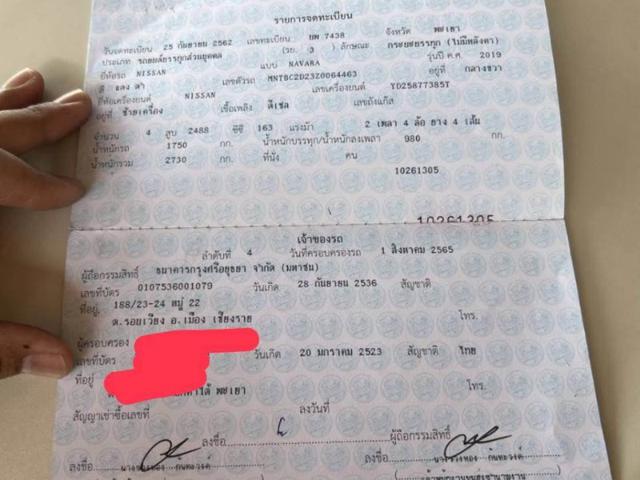 รายการจดทะเบียน
วันจดทะเบียน 25 กันยายน 2562 เลขทะเบียน ยพ 7438 จังหวัด พะเยา
ประเภท รถยนต์บรรทุกส่วนบุคคล (รย. 3 ) ลักษณะ กระบะบรรทุก (ไม่มีหลังคา)
ยี่ห้อรถ NISSAN แบบ NAVARA รุ่นปี ค.ศ. 2019
สี แดง ดำ เลขตัวรถ MNTBC2D23Z0064463 อยู่ที่ กลางขวา
ยี่ห้อเครื่องยนต์ NISSAN เลขเครื่องยนต์ YD25877385T
อยู่ที่ ซ้ายเครื่อง เชื้อเพลิง ดีเซล เลขถังแก๊ส
จำนวน 4 สูบ 2488 ซีซี 163 แรงม้า 2 เพลา 4 ล้อ ยาง 4 เส้น
น้ำหนักรถ 1750 กก. น้ำหนักบรรทุก/น้ำหนักลงเพลา 980 กก.
น้ำหนักรวม 2730 กก. ที่นั่ง คน
10261305
10261305
เจ้าของรถ
ลำดับที่ 4 วันที่ครอบครองรถ 1 สิงหาคม 2565
ผู้ถือกรรมสิทธิ์ ธนาคารกรุงศรีอยุธยา จำกัด (มหาชน)
เลขที่บัตร 0107536001079 วันเกิด 28 กันยายน 2536 สัญชาติ
ที่อยู่ 188/23-24 หมู่ 22
ต.รอบเวียง อ.เมือง เชียงราย โทร.
ผู้ครอบครอง
เลขที่บัตร วันเกิด 20 มกราคม 2523 สัญชาติ ไทย
ที่อยู่
พะเยา โทร.
สัญญาเช่าซื้อเลขที่ ลงวันที่
ลงชื่อ ผู้ถือกรรมสิทธิ์
ลงชื่อ ลงชื่อ